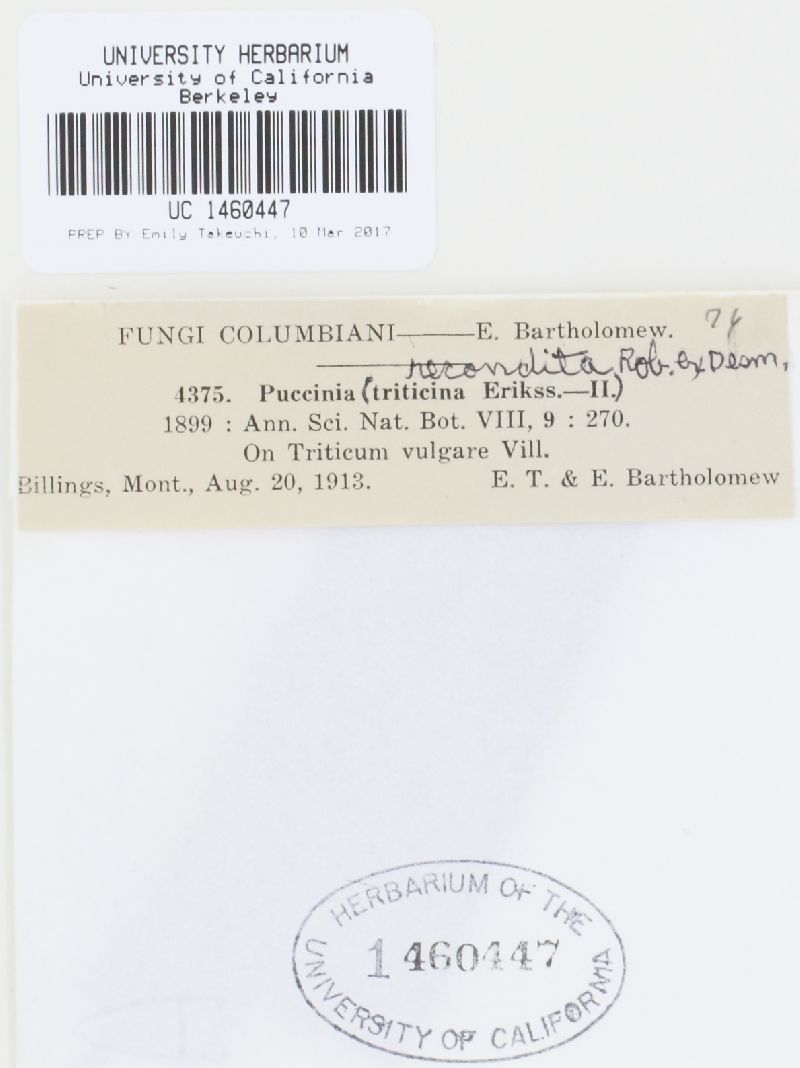 UNIVERSITY HERBARIUM
University of California
Berkeley
UC 1460447
PREP BY Emily Takeuchi, 10 Mar 2017
FUNGI COLUMBIANI———E. Bartholomew.
recondita Rob. ex Desm.
4375. Puccinia (triticina Erikss.—II.)
1899 : Ann. Sci. Nat. Bot. VIII, 9 : 270.
On Triticum vulgare Vill.
Billings, Mont., Aug. 20, 1913. E. T. & E. Bartholomew
HERBARIUM OF THE
1460447
UNIVERSITY OF CALIFORNIA